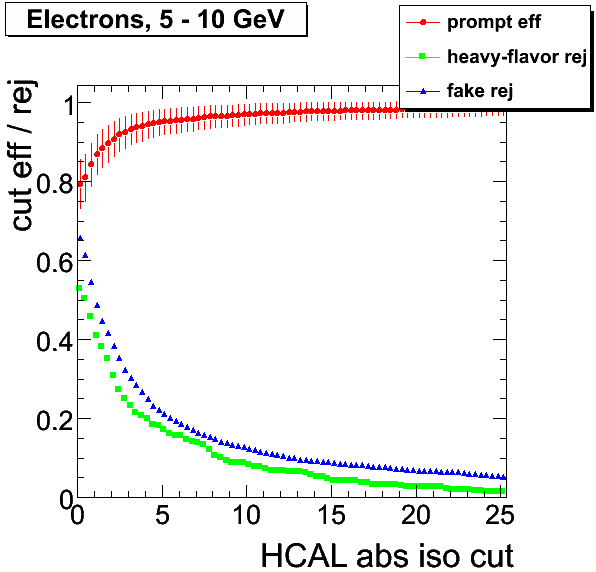 Electrons, 5 - 10 GeV
prompt eff
heavy-flavor rej
fake rej
cut eff / rej
1
0.8
0.6
0.4
0.2
0
0 5 10 15 20 25
HCAL abs iso cut